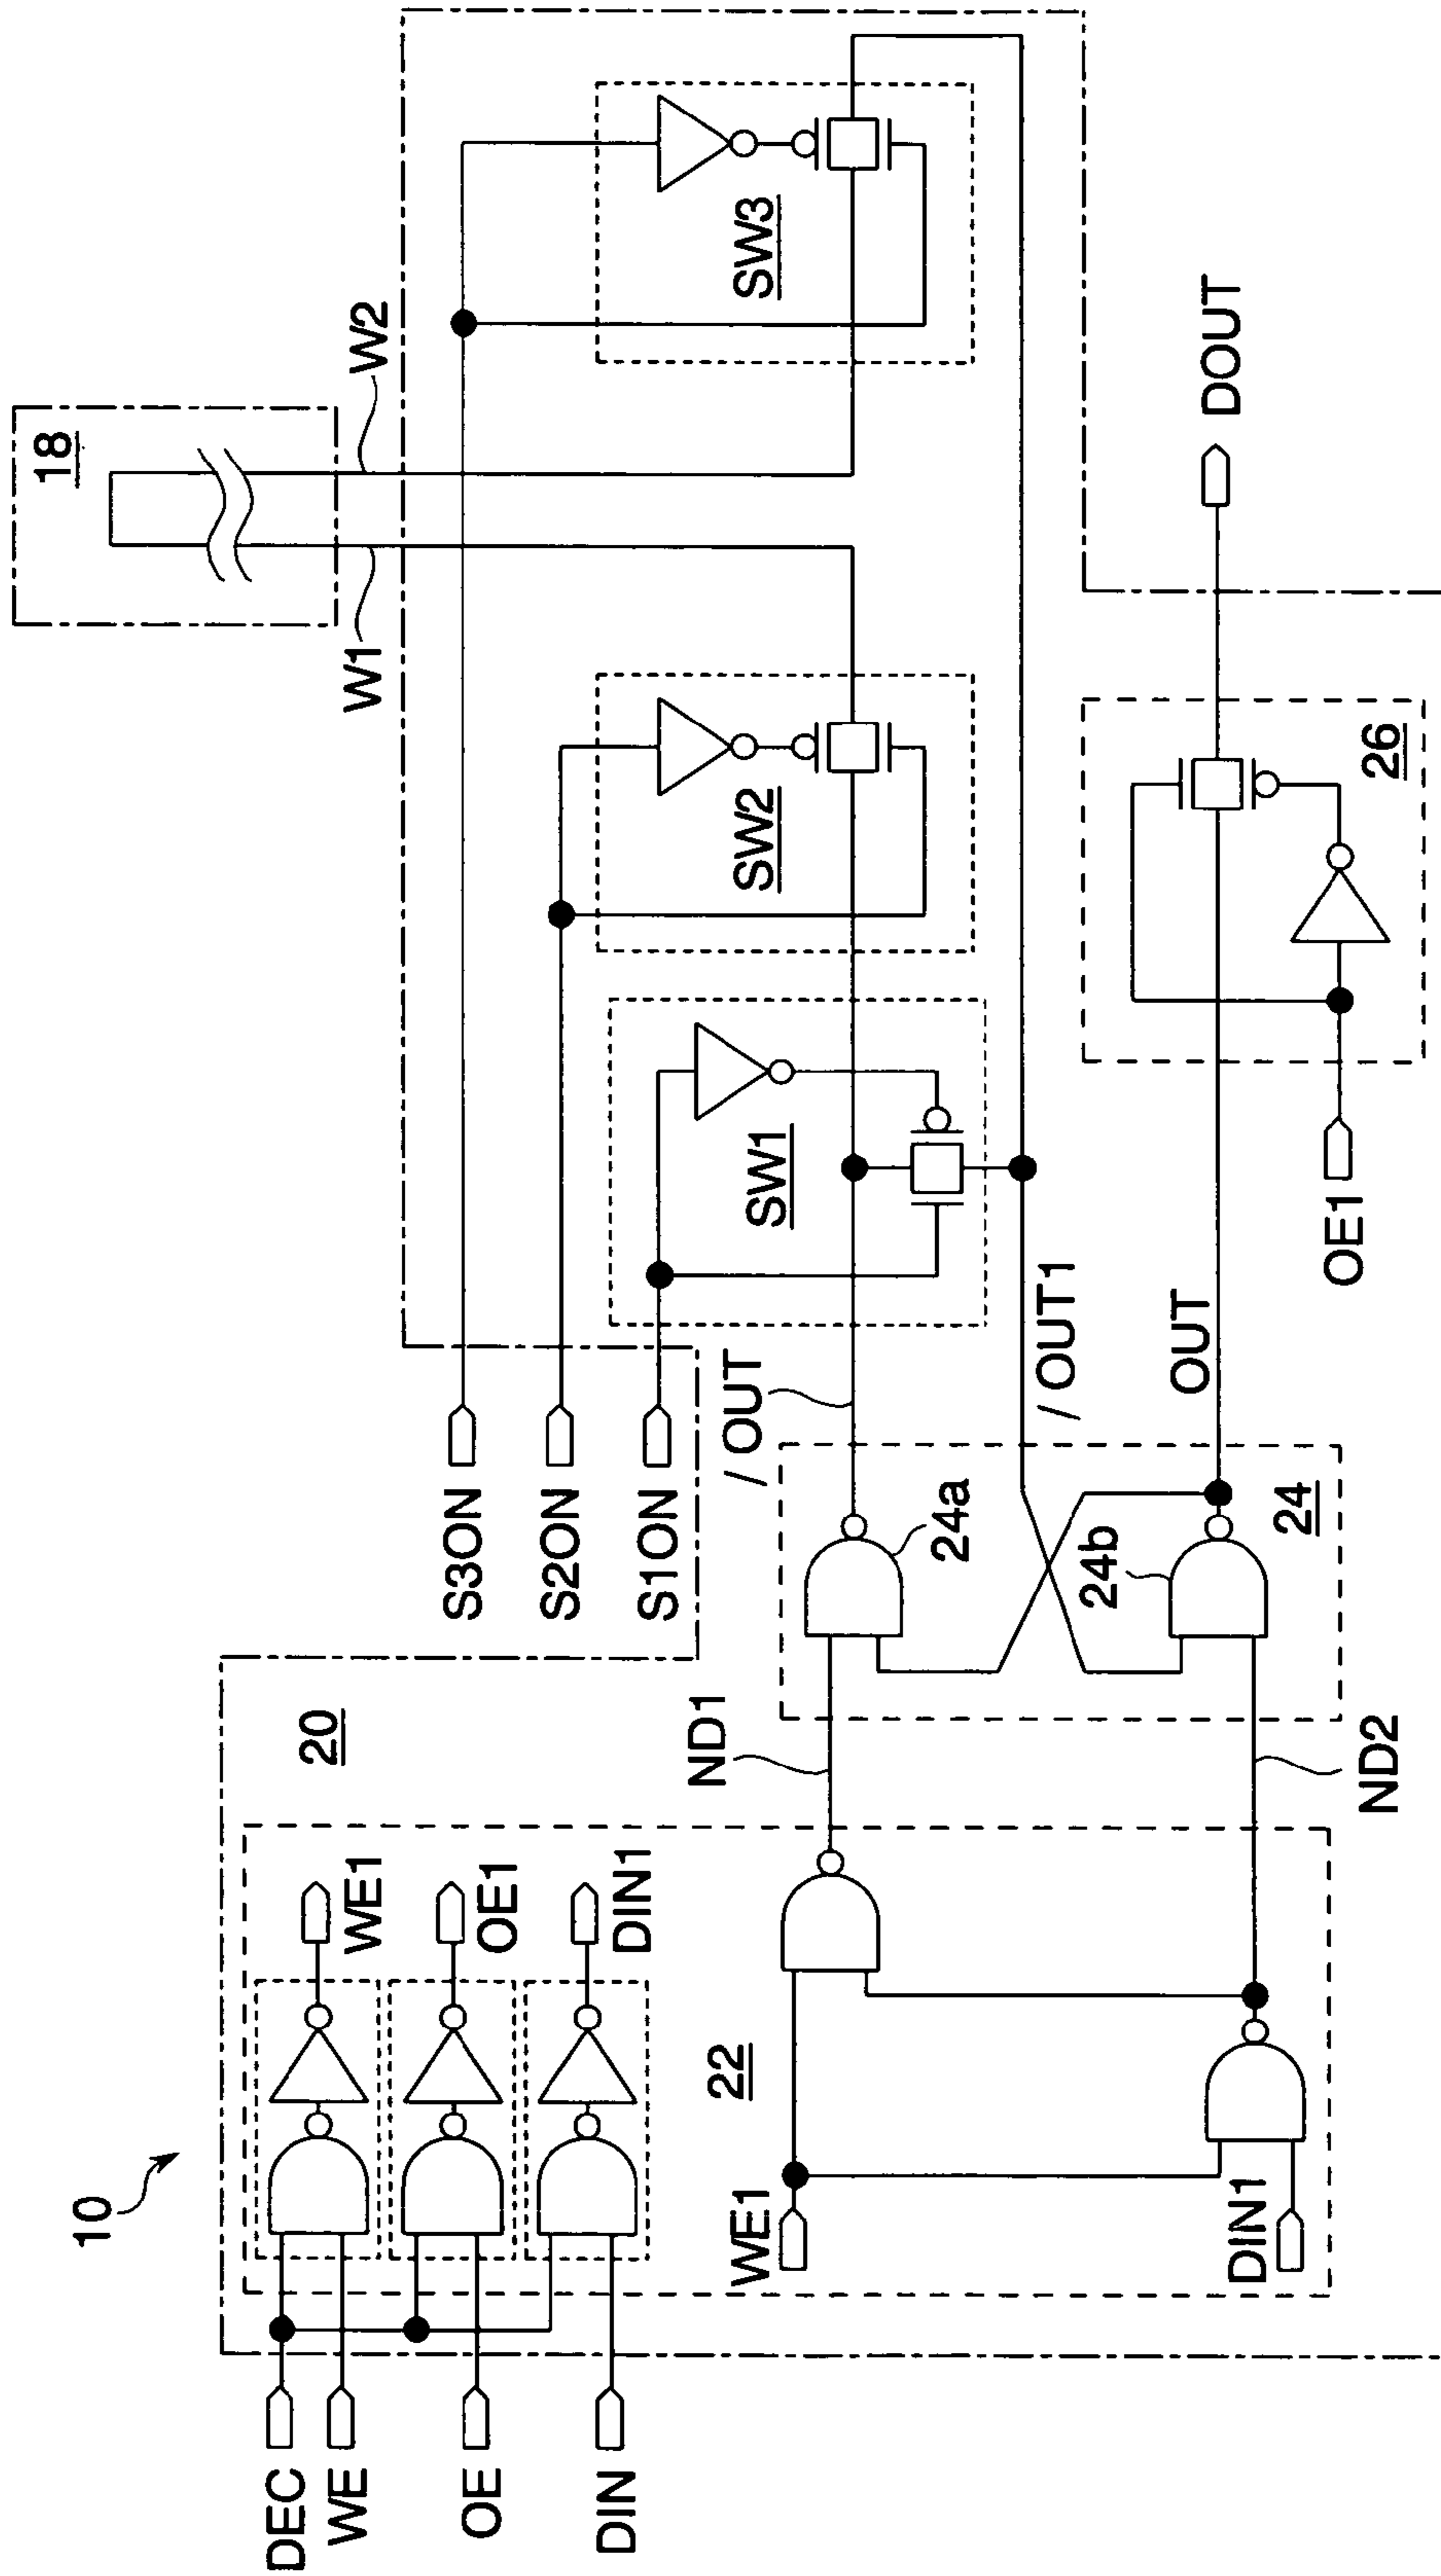 10
DEC
WE
OE
DIN
WE1
OE1
DIN1
20
22
WE1
DIN1
ND1
ND2
S3ON
S2ON
S1ON
/ OUT
24a
24b
24
/ OUT1
OUT
SW1
SW2
SW3
W1
W2
18
OE1
26
DOUT